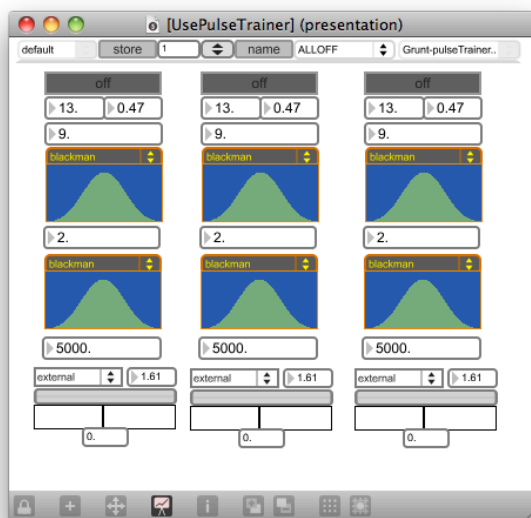 [UsePulseTrainer] (presentation)
default store 1 name ALLOFF Grunt-pulseTrainer..
off off off
13. 0.47 13. 0.47 13. 0.47
9. 9. 9.
blackman blackman blackman
2. 2. 2.
blackman blackman blackman
5000. 5000. 5000.
external 1.61 external 1.61 external 1.61
0. 0. 0.